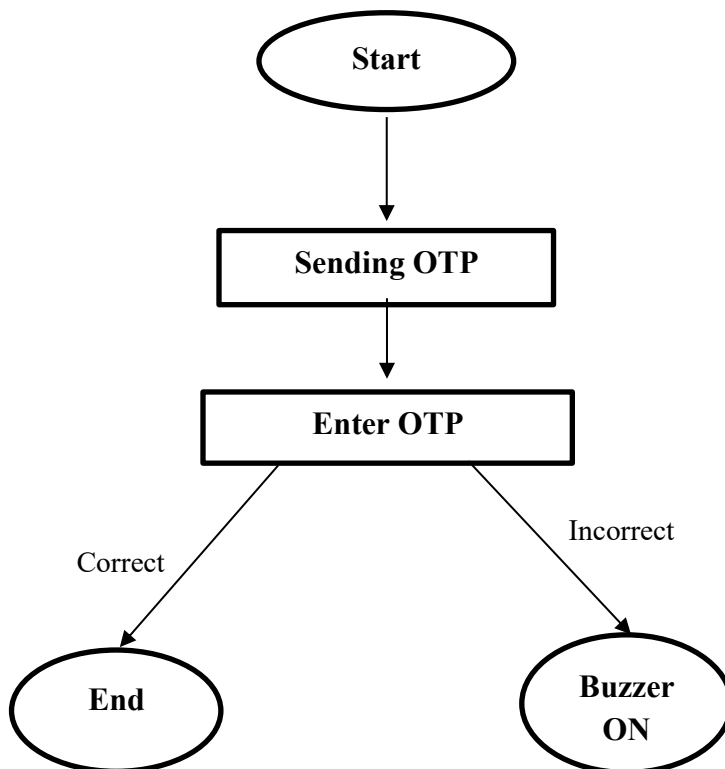 Start
Sending OTP
Enter OTP
Correct
Incorrect
End
Buzzer
ON